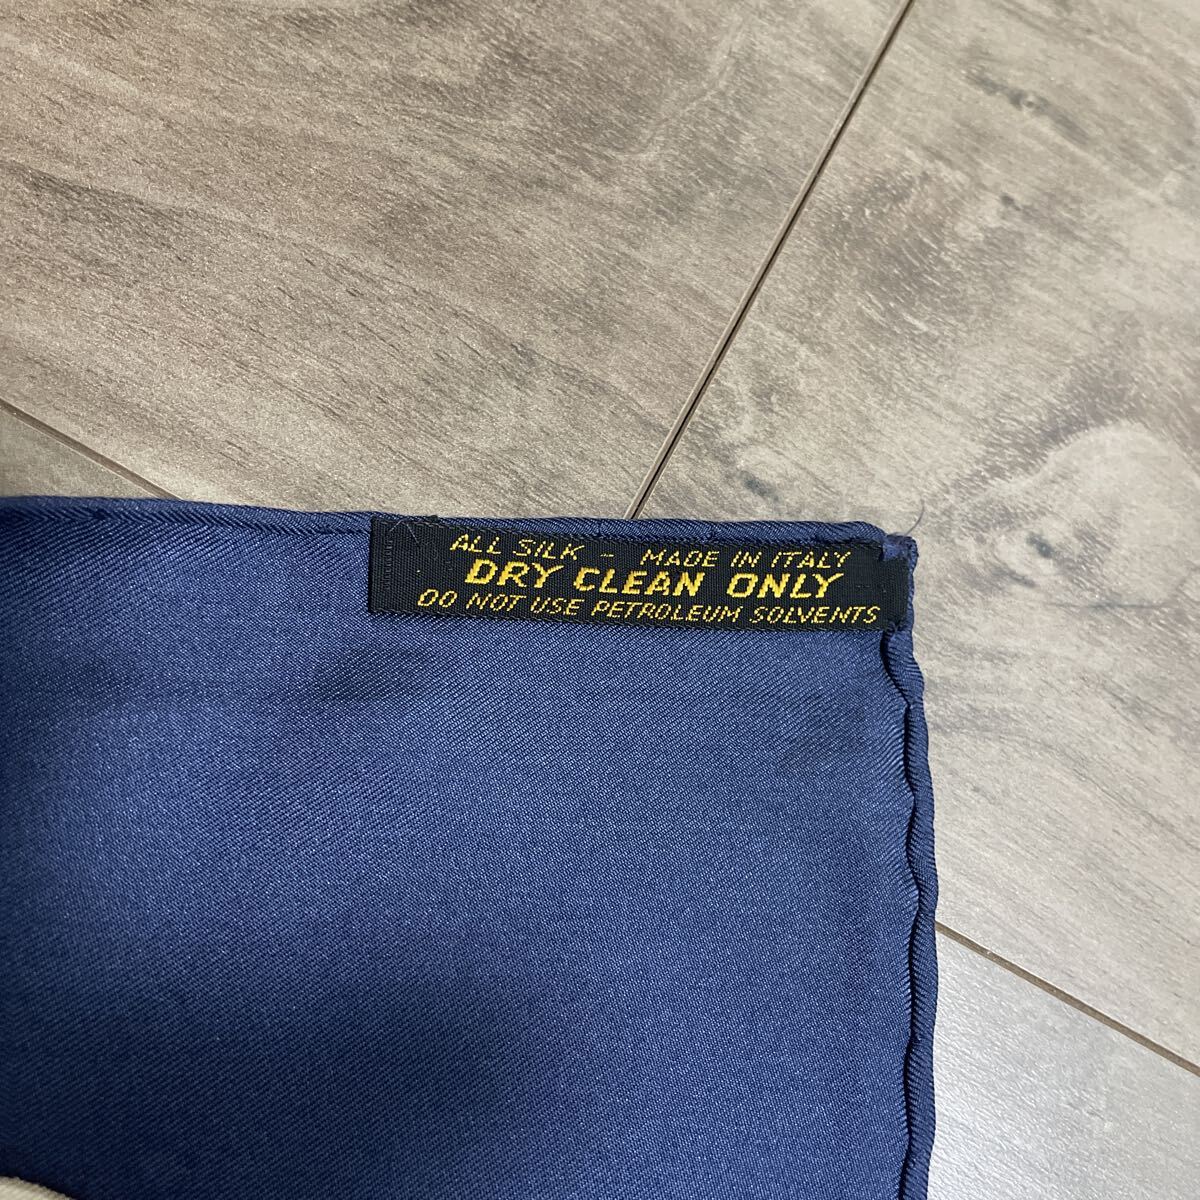 ALL SILK - MADE IN ITALY
DRY CLEAN ONLY
DO NOT USE PETROLEUM SOLVENTS